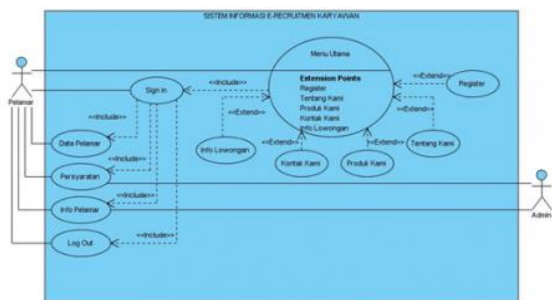 SISTEM INFORMASI E-RECRUITMEN KARYAWAN
Menu Utama
Extension Points
Register
Tentang Kami
Produk Kami
Kontak Kami
Info Lowongan
<<Extend>>
Register
<<Include>>
Sign in
Pelamar
<<Extend>>
<<Extend>>
<<Include>>
Data Pelamar
Info Lowongan
<<Extend>>
<<Extend>>
Tentang Kami
Kontak Kami
Produk Kami
<<Include>>
Persyaratan
<<Include>>
Info Pelamar
Admin
<<Include>>
Log Out